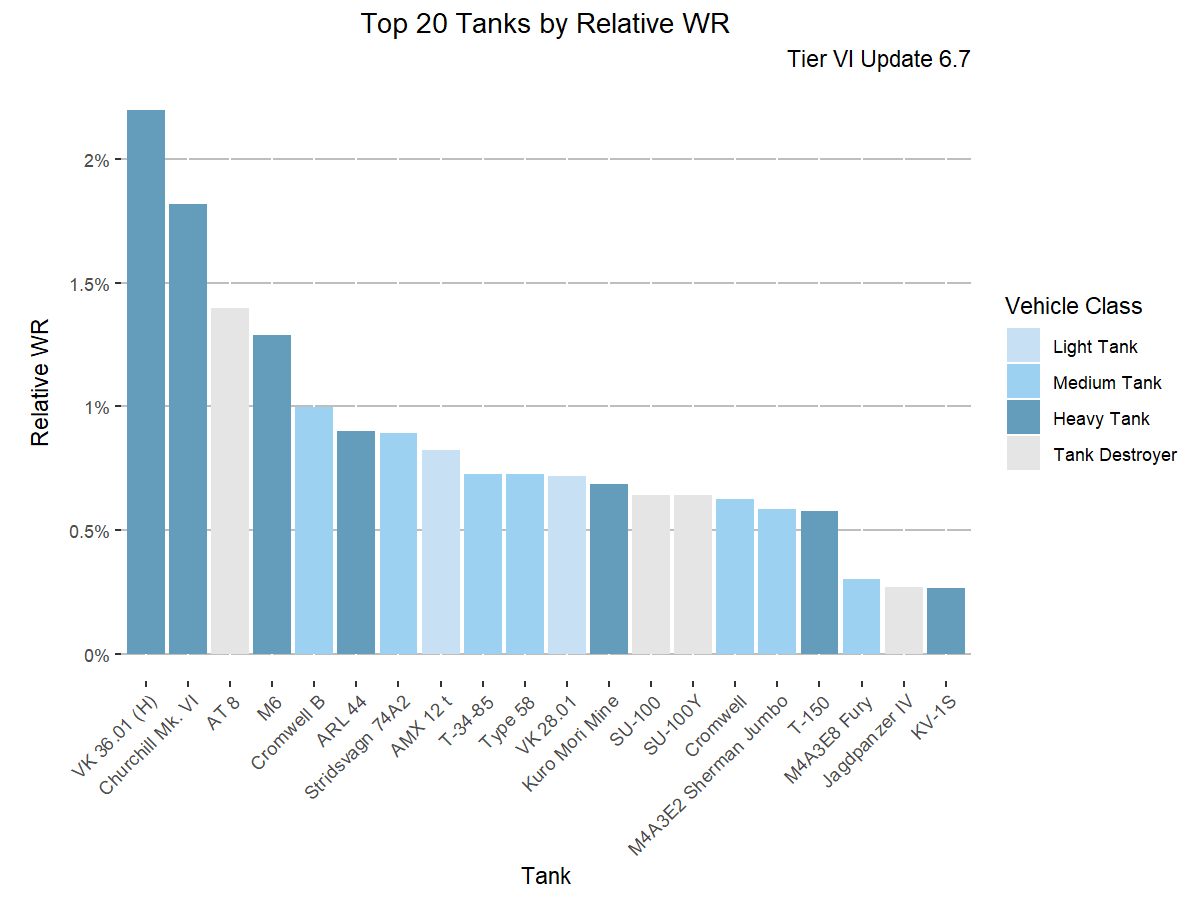 Top 20 Tanks by Relative WR
Tier VI Update 6.7
2%
1.5%
1%
0.5%
0%
Relative WR
VK 36.01 (H)
Churchill Mk. VI
AT 8
M6
Cromwell B
ARL 44
Stridsvagn 74A2
AMX 12 t
T-34-85
Type 58
VK 28.01
Kuro Mori Mine
SU-100
SU-100Y
Cromwell
M4A3E2 Sherman Jumbo
T-150
M4A3E8 Fury
Jagdpanzer IV
KV-1S
Tank
Vehicle Class
Light Tank
Medium Tank
Heavy Tank
Tank Destroyer